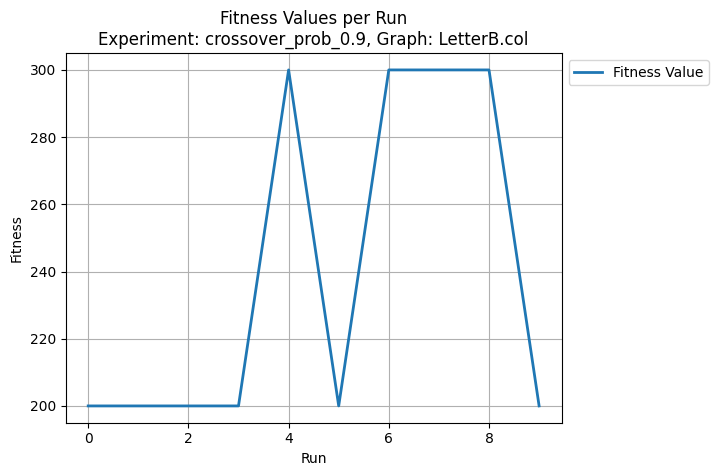 Fitness Values per Run
Experiment: crossover_prob_0.9, Graph: LetterB.col
Fitness Value
300
280
260
240
220
200
Fitness
0 2 4 6 8
Run